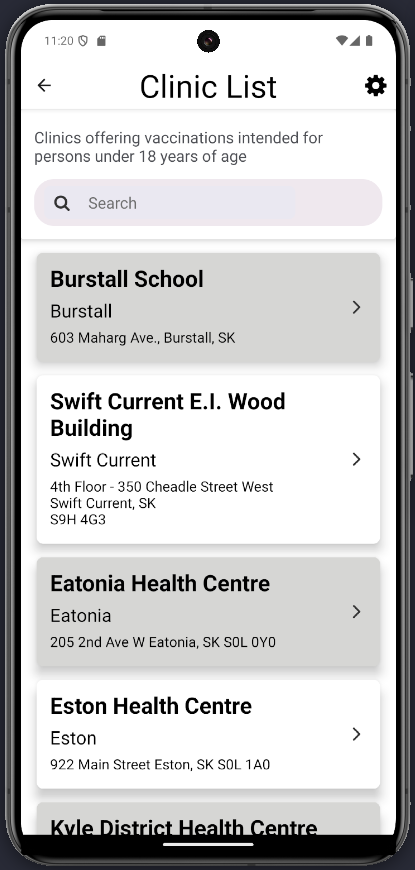 11:20
Clinic List
Clinics offering vaccinations intended for
persons under 18 years of age
Search
Burstall School
Burstall
603 Maharg Ave., Burstall, SK
Swift Current E.I. Wood
Building
Swift Current
4th Floor - 350 Cheadle Street West
Swift Current, SK
S9H 4G3
Eatonia Health Centre
Eatonia
205 2nd Ave W Eatonia, SK S0L 0Y0
Eston Health Centre
Eston
922 Main Street Eston, SK S0L 1A0
Kyle District Health Centre